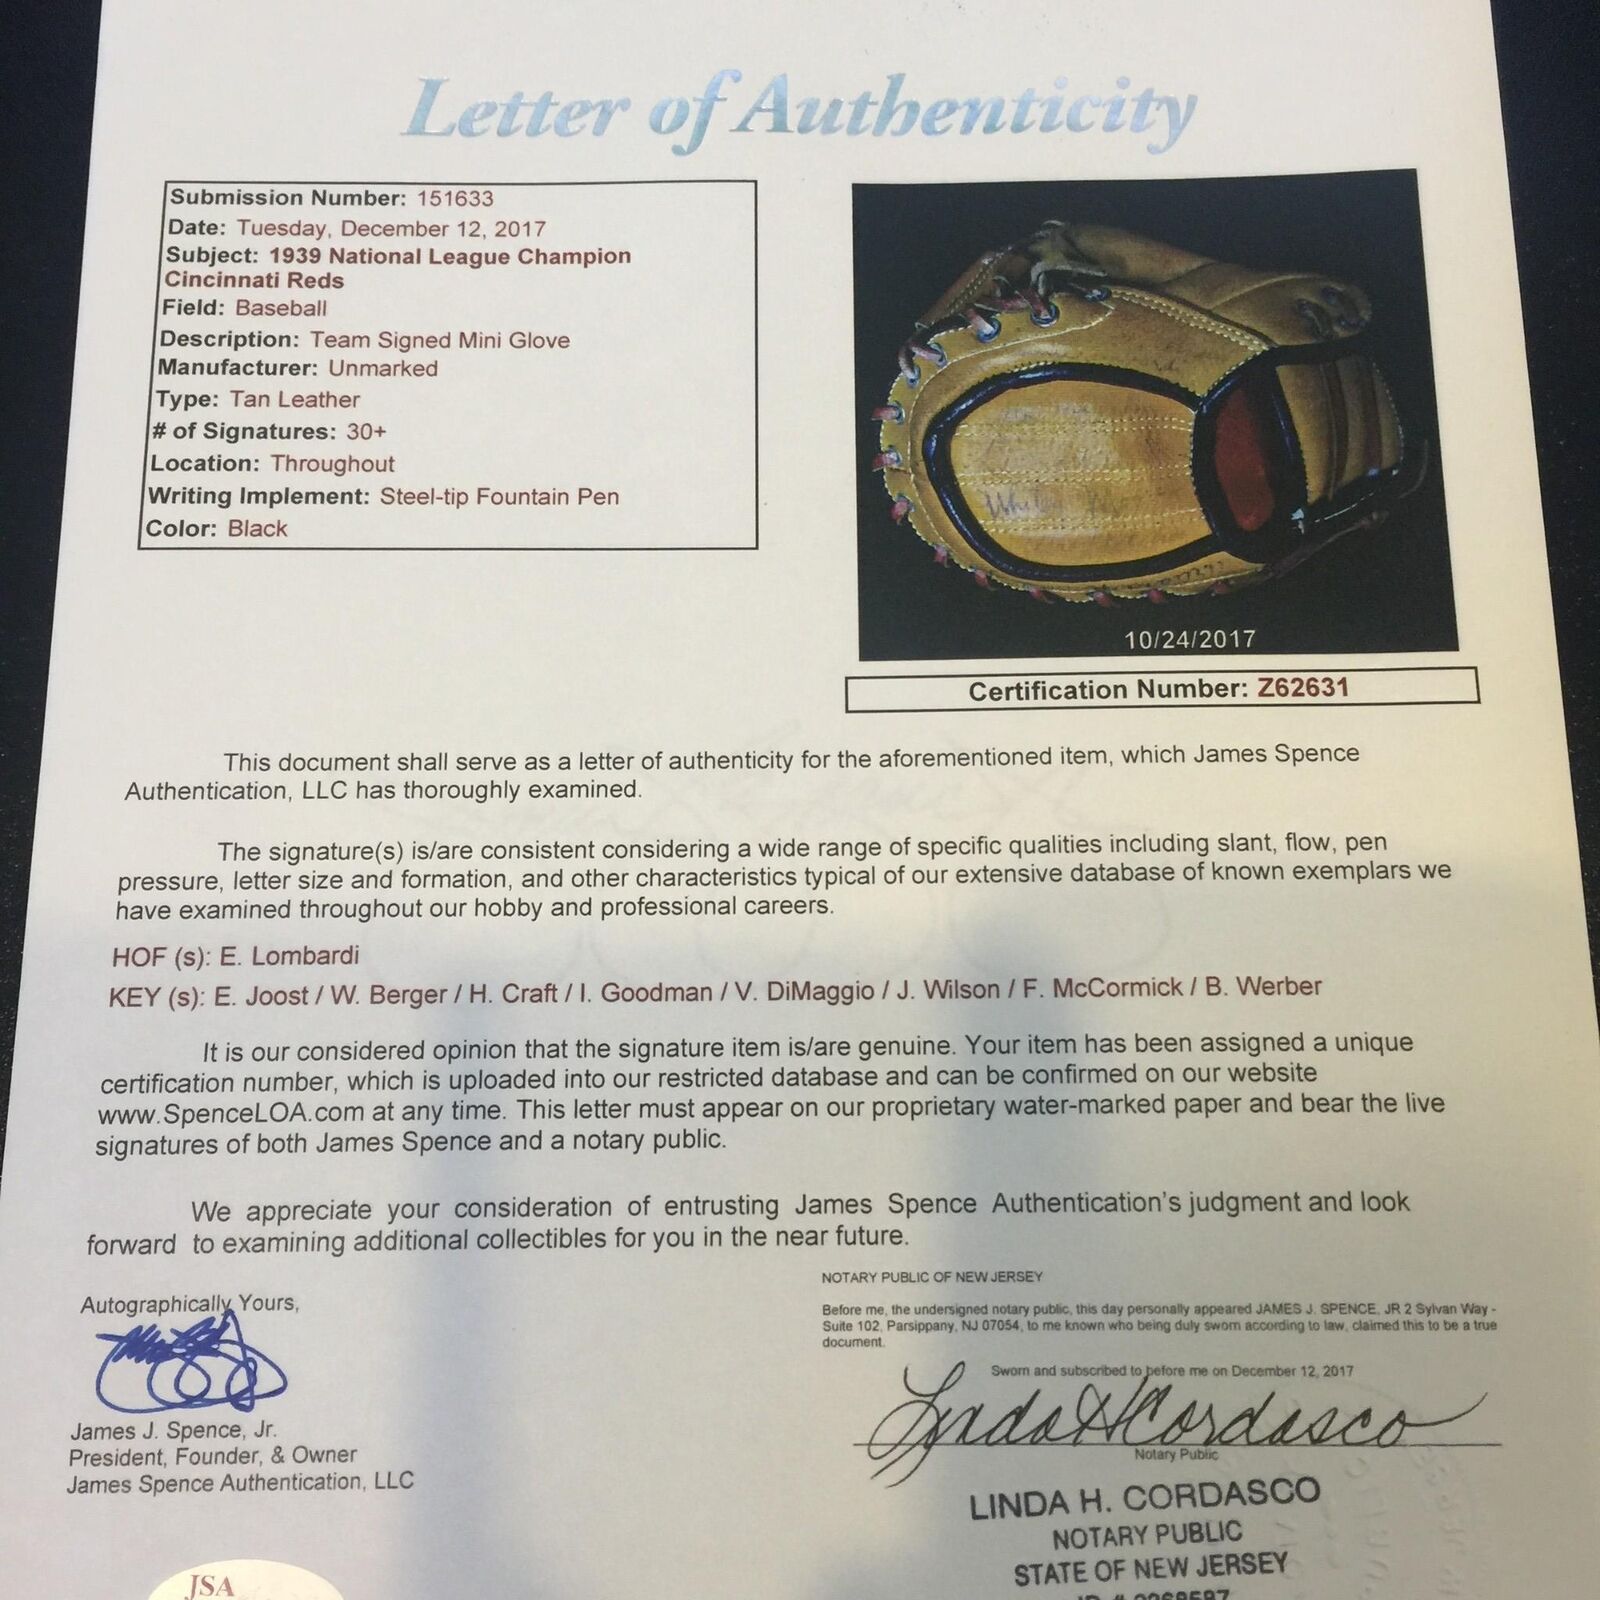 Letter of Authenticity
Submission Number: 151633
Date: Tuesday, December 12, 2017
Subject: 1939 National League Champion
Cincinnati Reds
Field: Baseball
Description: Team Signed Mini Glove
Manufacturer: Unmarked
Type: Tan Leather
# of Signatures: 30+
Location: Throughout
Writing Implement: Steel-tip Fountain Pen
Color: Black
10/24/2017
Certification Number: Z62631
This document shall serve as a letter of authenticity for the aforementioned item, which James Spence
Authentication, LLC has thoroughly examined.
The signature(s) is/are consistent considering a wide range of specific qualities including slant, flow, pen
pressure, letter size and formation, and other characteristics typical of our extensive database of known exemplars we
have examined throughout our hobby and professional careers.
HOF (s): E. Lombardi
KEY (s): E. Joost / W. Berger / H. Craft / I. Goodman / V. DiMaggio / J. Wilson / F. McCormick / B. Werber
It is our considered opinion that the signature item is/are genuine. Your item has been assigned a unique
certification number, which is uploaded into our restricted database and can be confirmed on our website
www.SpenceLOA.com at any time. This letter must appear on our proprietary water-marked paper and bear the live
signatures of both James Spence and a notary public.
We appreciate your consideration of entrusting James Spence Authentication's judgment and look
forward to examining additional collectibles for you in the near future.
Autographically Yours,
James J. Spence, Jr.
President, Founder, & Owner
James Spence Authentication, LLC
JSA
NOTARY PUBLIC OF NEW JERSEY
Before me, the undersigned notary public, this day personally appeared JAMES J. SPENCE, JR 2 Sylvan Way -
Suite 102, Parsippany, NJ 07054, to me known who being duly sworn according to law, claimed this to be a true
document.
Sworn and subscribed to before me on December 12, 2017
Linda H Cordasco
Notary Public
LINDA H. CORDASCO
NOTARY PUBLIC
STATE OF NEW JERSEY